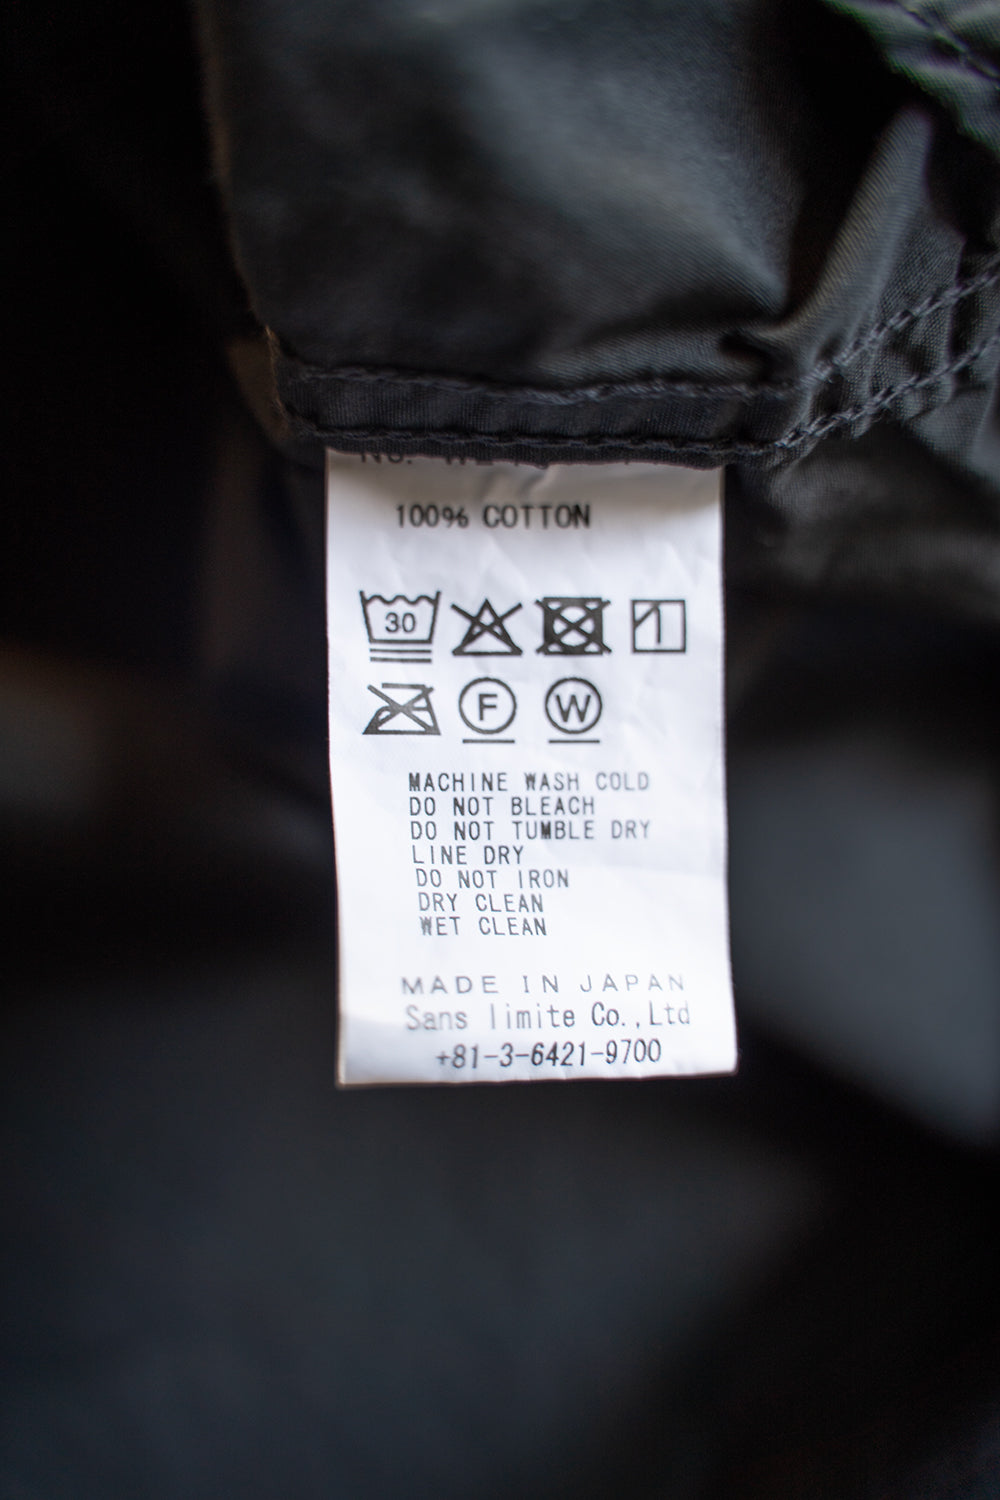 100% COTTON
30
F W
MACHINE WASH COLD
DO NOT BLEACH
DO NOT TUMBLE DRY
LINE DRY
DO NOT IRON
DRY CLEAN
WET CLEAN
MADE IN JAPAN
Sans limite Co.,Ltd
+81-3-6421-9700